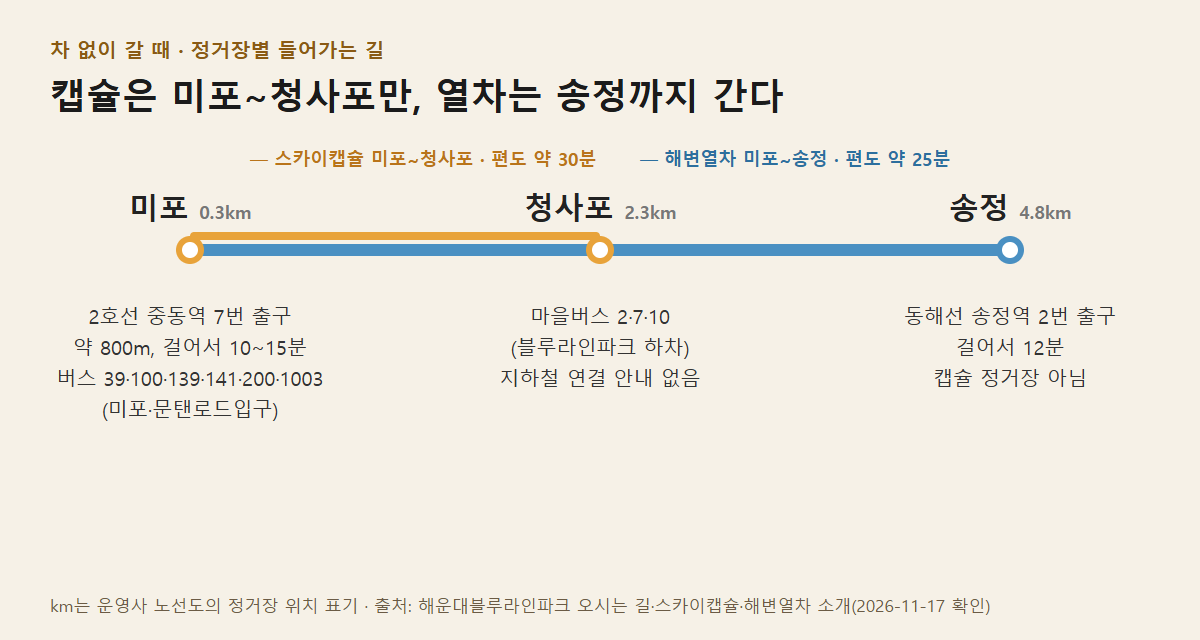 차 없이 갈 때 · 정거장별 들어가는 길
캡슐은 미포~청사포만, 열차는 송정까지 간다
— 스카이캡슐 미포~청사포 · 편도 약 30분
— 해변열차 미포~송정 · 편도 약 25분
미포 0.3km
청사포 2.3km
송정 4.8km
2호선 중동역 7번 출구
약 800m, 걸어서 10~15분
버스 39·100·139·141·200·1003
(미포·문탠로드입구)
마을버스 2·7·10
(블루라인파크 하차)
지하철 연결 안내 없음
동해선 송정역 2번 출구
걸어서 12분
캡슐 정거장 아님
km는 운영사 노선도의 정거장 위치 표기 · 출처: 해운대블루라인파크 오시는 길·스카이캡슐·해변열차 소개(2026-11-17 확인)